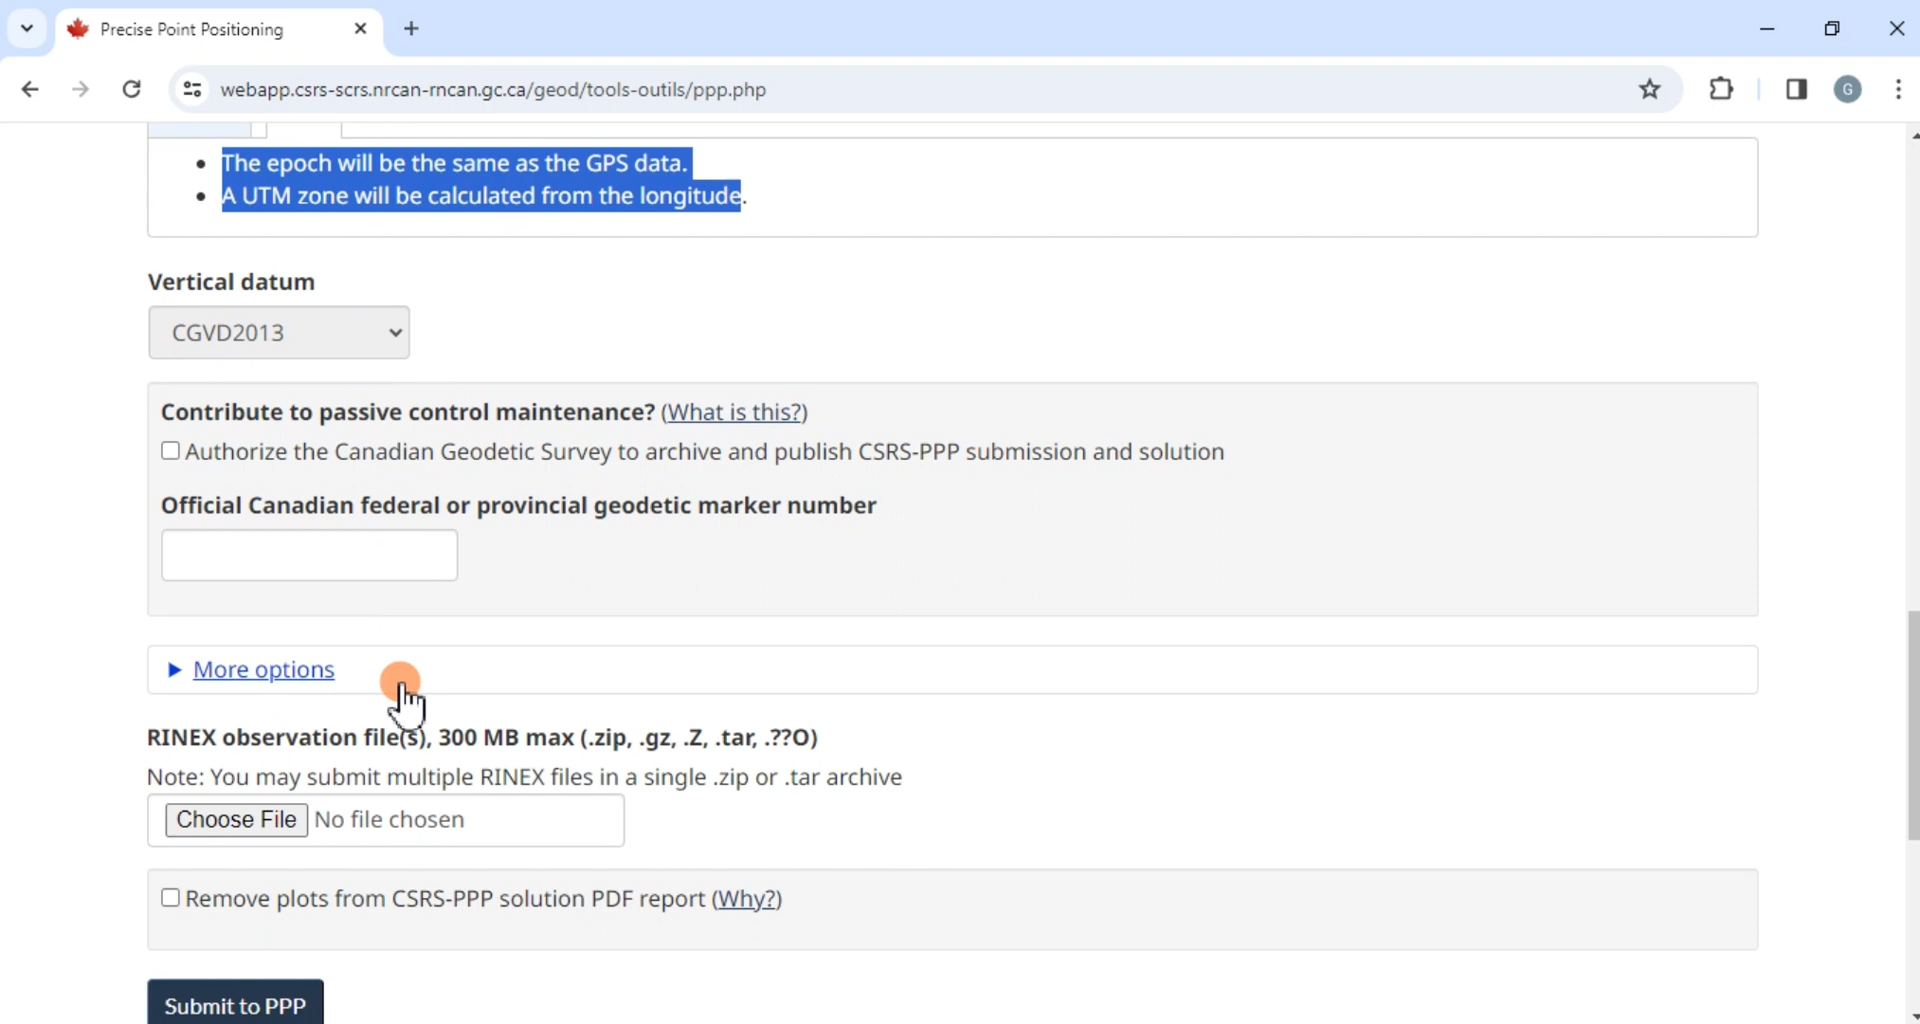 Precise Point Positioning
webapp.csrs-scrs.nrcan-rncan.gc.ca/geod/tools-outils/ppp.php
G
The epoch will be the same as the GPS data.
A UTM zone will be calculated from the longitude.
Vertical datum
CGVD2013
Contribute to passive control maintenance? (What is this?)
Authorize the Canadian Geodetic Survey to archive and publish CSRS-PPP submission and solution
Official Canadian federal or provincial geodetic marker number
More options
RINEX observation file(s), 300 MB max (.zip, .gz, .Z, .tar, .??O)
Note: You may submit multiple RINEX files in a single .zip or .tar archive
Choose File No file chosen
Remove plots from CSRS-PPP solution PDF report (Why?)
Submit to PPP